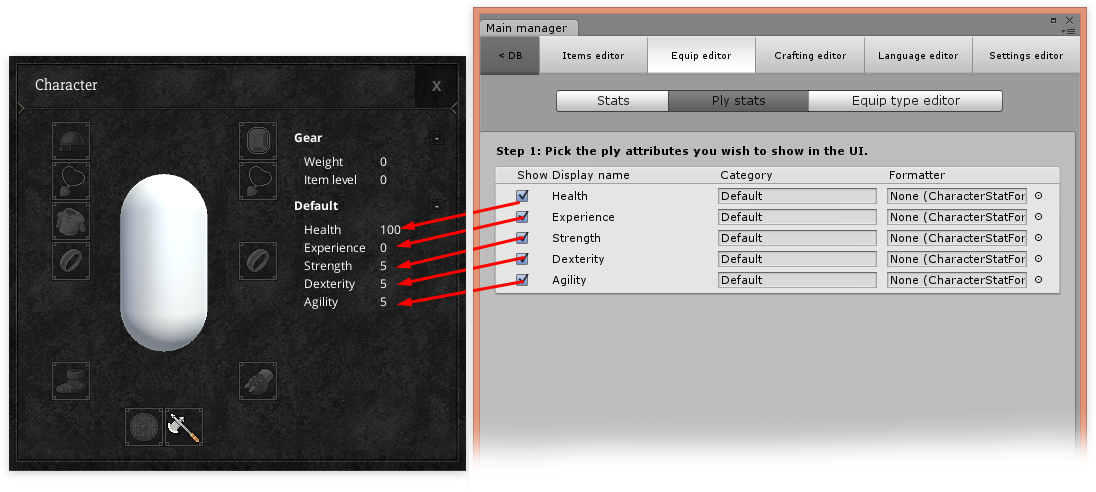 Character
X
Gear
-
Weight 0
Item level 0
Default
-
Health 100
Experience 0
Strength 5
Dexterity 5
Agility 5
Main manager
< DB
Items editor
Equip editor
Crafting editor
Language editor
Settings editor
Stats
Ply stats
Equip type editor
Step 1: Pick the ply attributes you wish to show in the UI.
Show Display name Category Formatter
Health Default None (CharacterStatFor
Experience Default None (CharacterStatFor
Strength Default None (CharacterStatFor
Dexterity Default None (CharacterStatFor
Agility Default None (CharacterStatFor